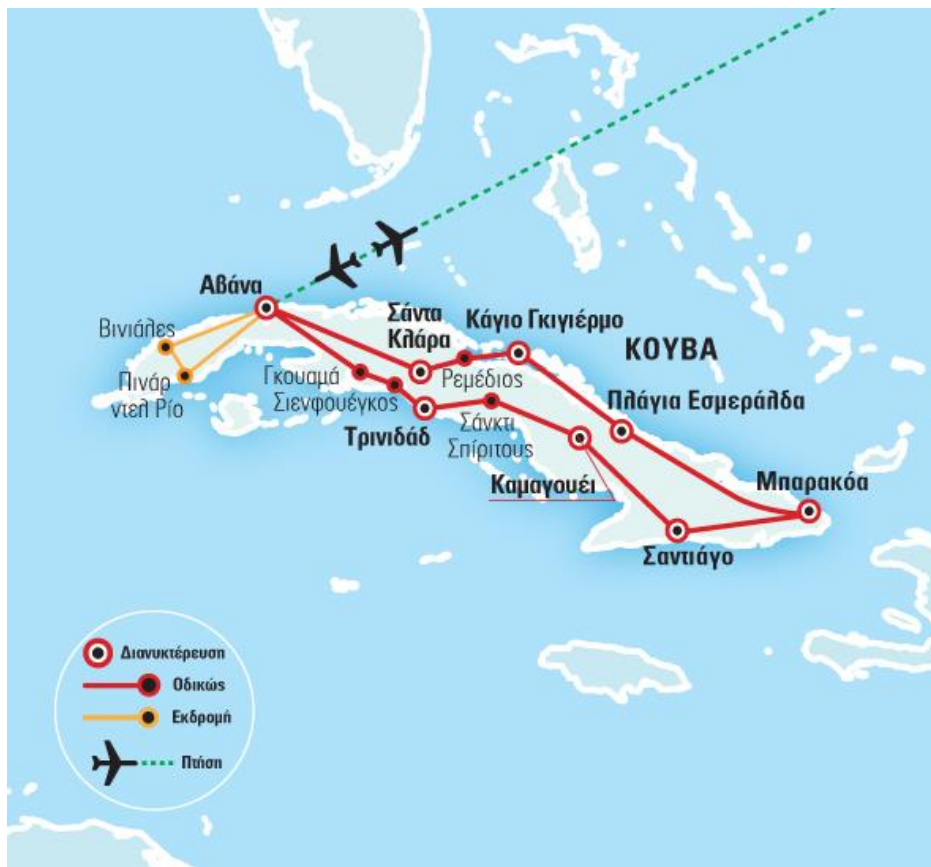 Αβάνα
Βινιάλες
Πινάρ
ντελ Ρίο
Σάντα
Κλάρα
Κάγιο Γκιγιέρμο
ΚΟΥΒΑ
Γκουαμά
Σιενφουέγκος
Ρεμέδιος
Τρινιδάδ
Σάνκτι
Σπίριτους
Πλάγια Εσμεράλδα
Καμαγουέι
Μπαρακόα
Σαντιάγο
Διανυκτέρευση
Οδικώς
Εκδρομή
Πτήση